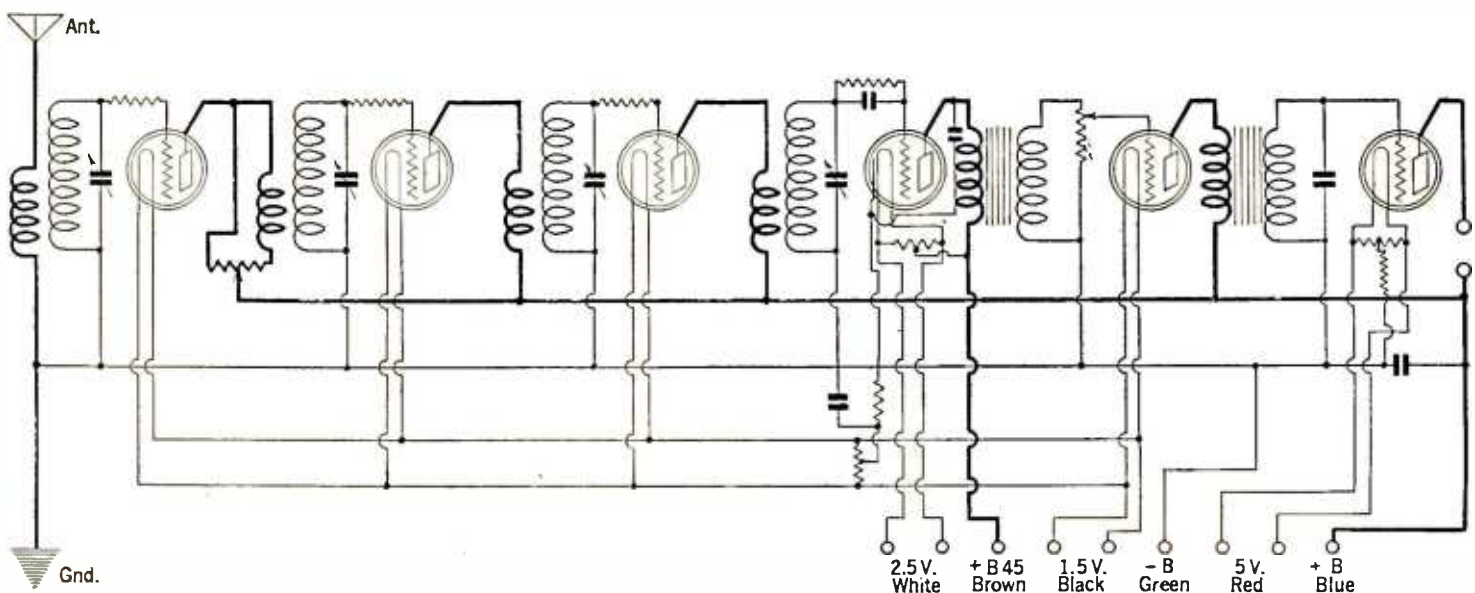 Ant.
Gnd.
2.5 V. + B 45 1.5 V. - B 5 V. + B
White Brown Black Green Red Blue